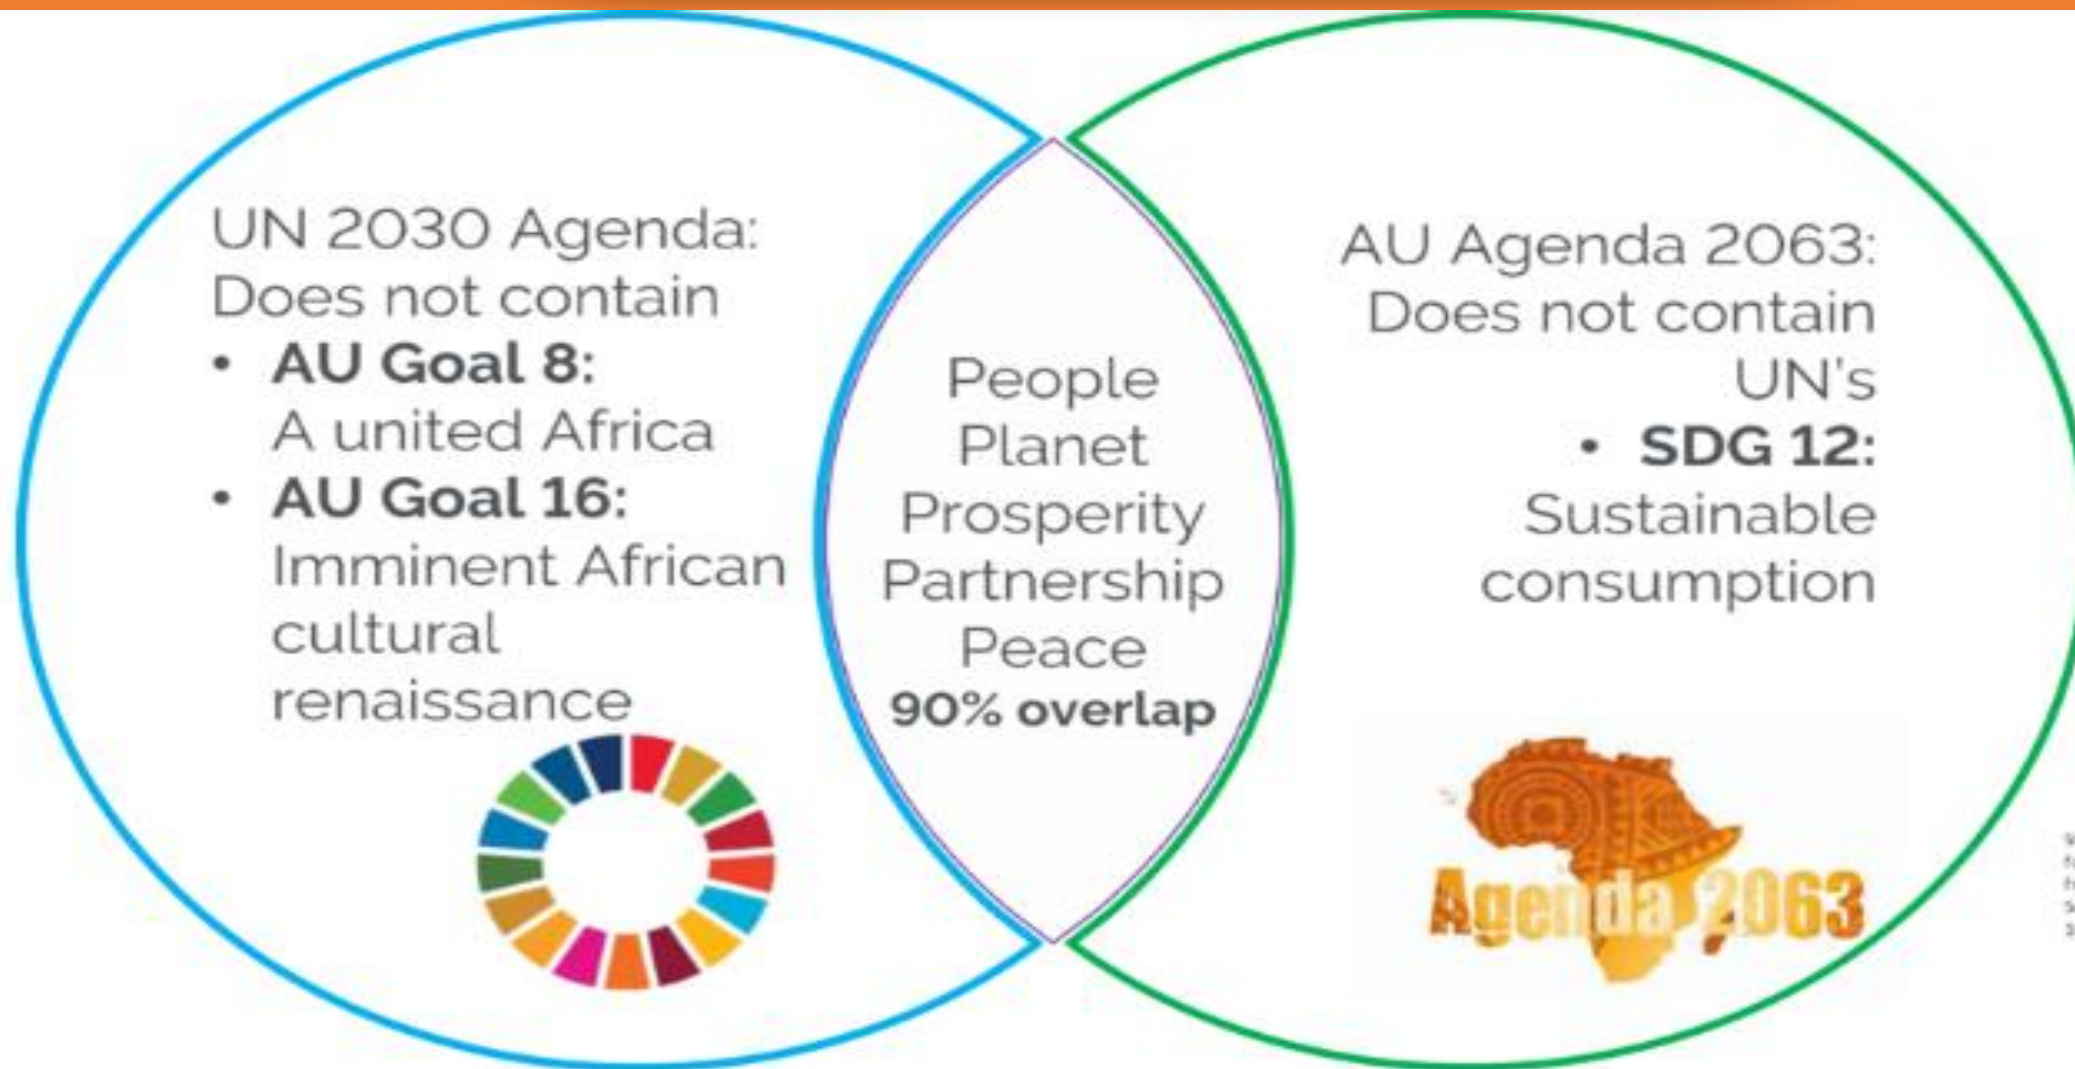 UN 2030 Agenda:
Does not contain
• AU Goal 8:
A united Africa
• AU Goal 16:
Imminent African
cultural
renaissance
People
Planet
Prosperity
Partnership
Peace
90% overlap
AU Agenda 2063:
Does not contain
UN's
• SDG 12:
Sustainable
consumption
Agenda 2063